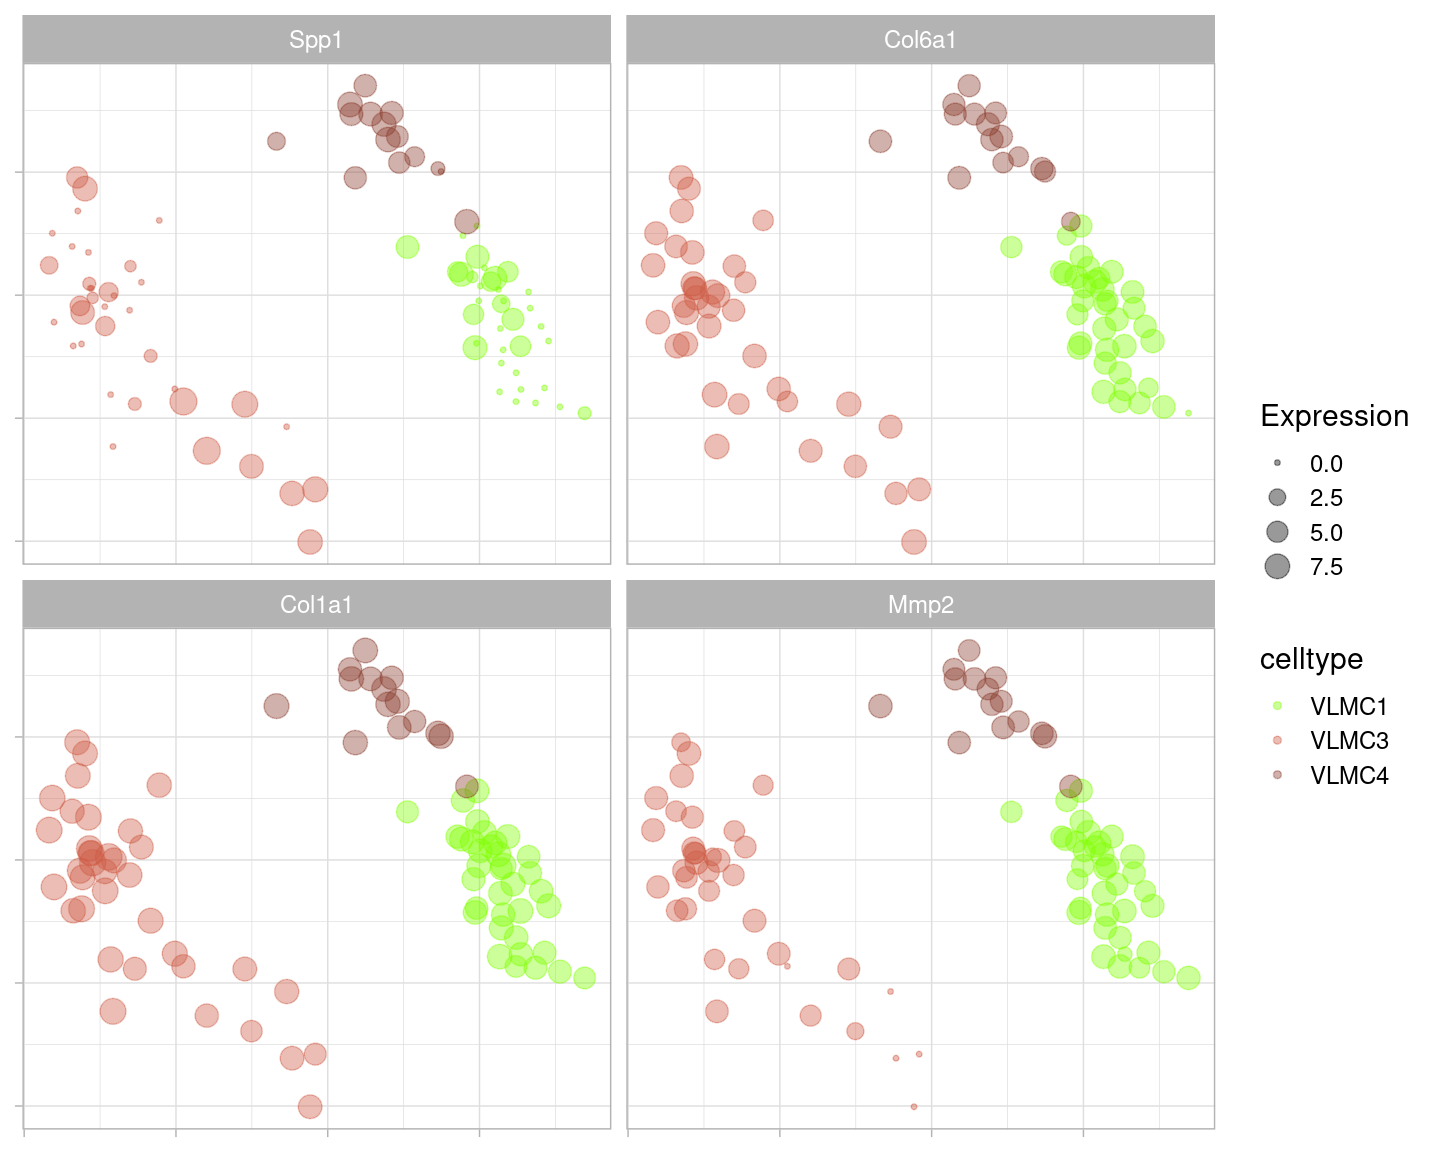 Spp1
Col6a1
Col1a1
Mmp2
Expression
0.0
2.5
5.0
7.5
celltype
VLMC1
VLMC3
VLMC4